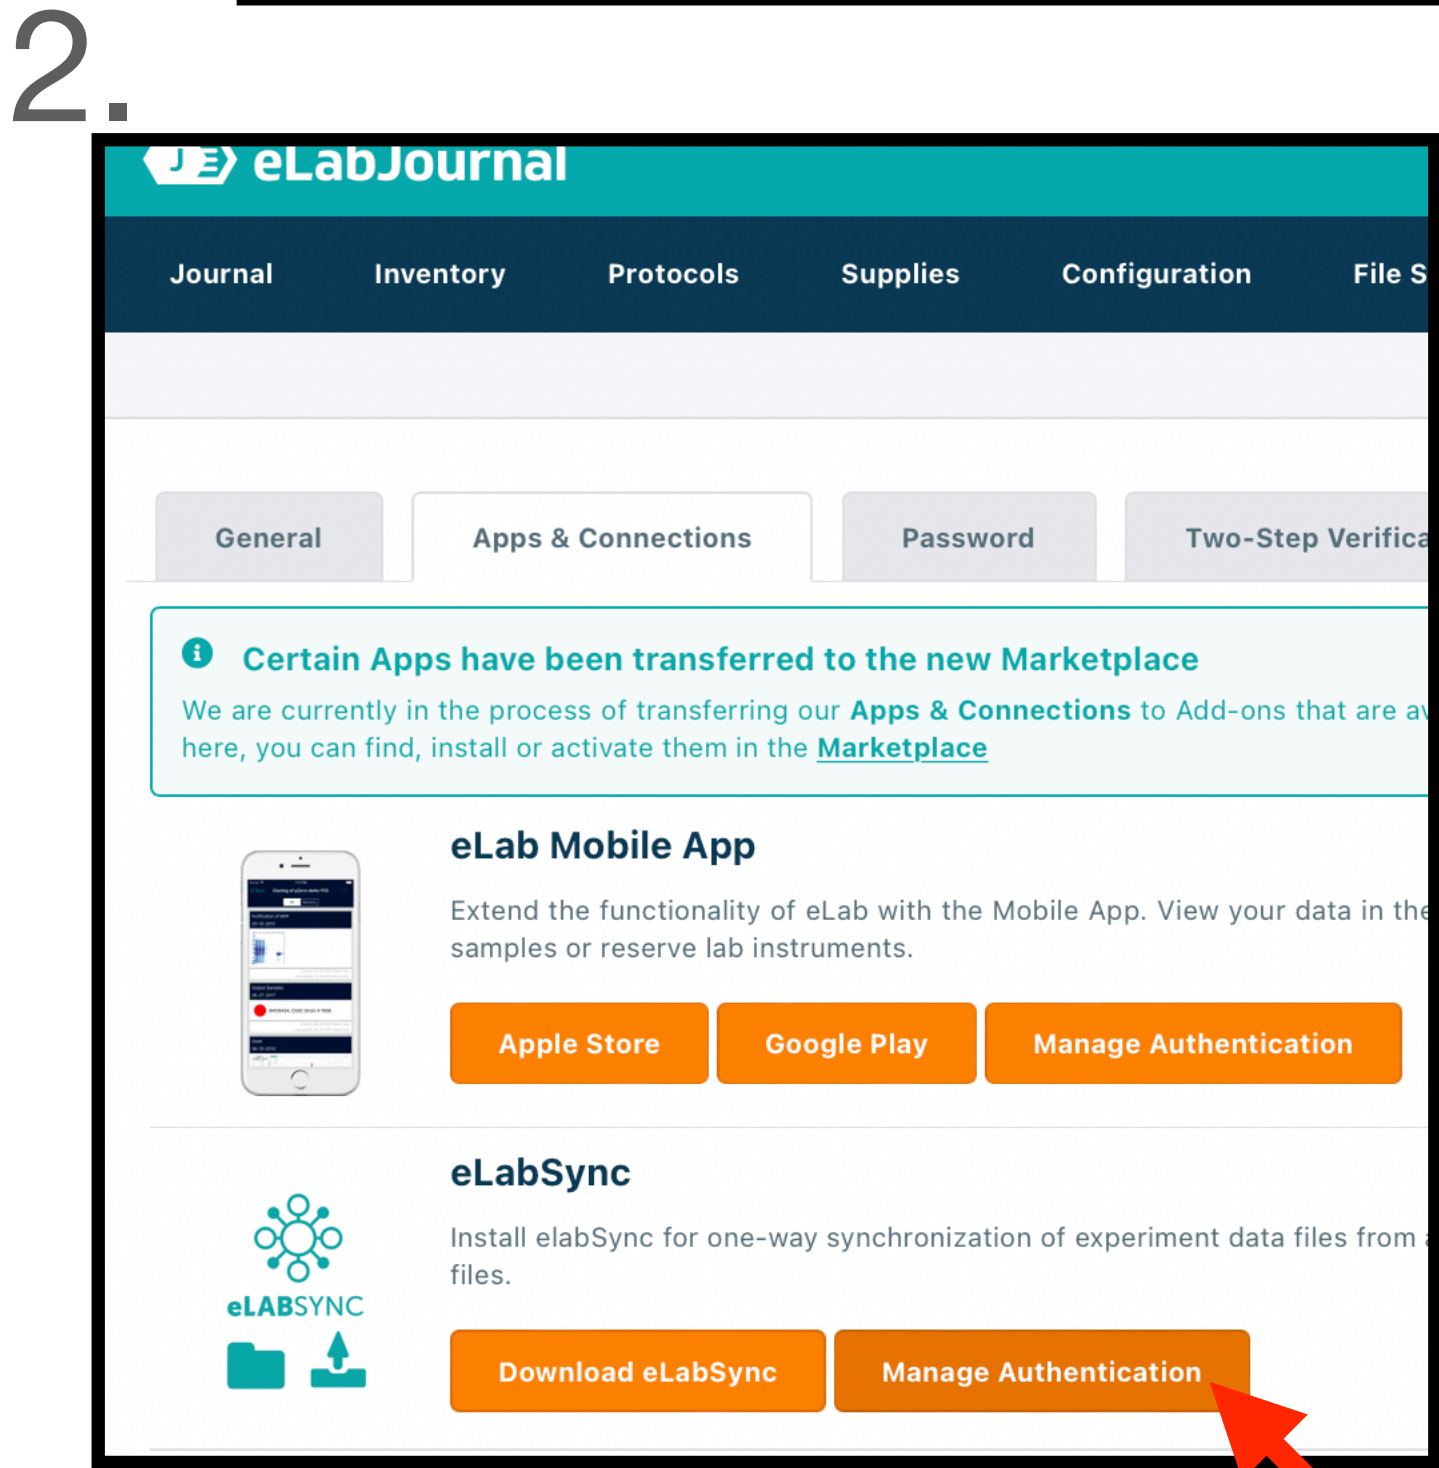 2.
eLabJournal
Journal Inventory Protocols Supplies Configuration File S
General Apps & Connections Password Two-Step Verifica
Certain Apps have been transferred to the new Marketplace
We are currently in the process of transferring our Apps & Connections to Add-ons that are av
here, you can find, install or activate them in the Marketplace
eLab Mobile App
Extend the functionality of eLab with the Mobile App. View your data in the
samples or reserve lab instruments.
Apple Store Google Play Manage Authentication
eLabSync
Install elabSync for one-way synchronization of experiment data files from
files.
eLABSYNC
Download eLabSync Manage Authentication